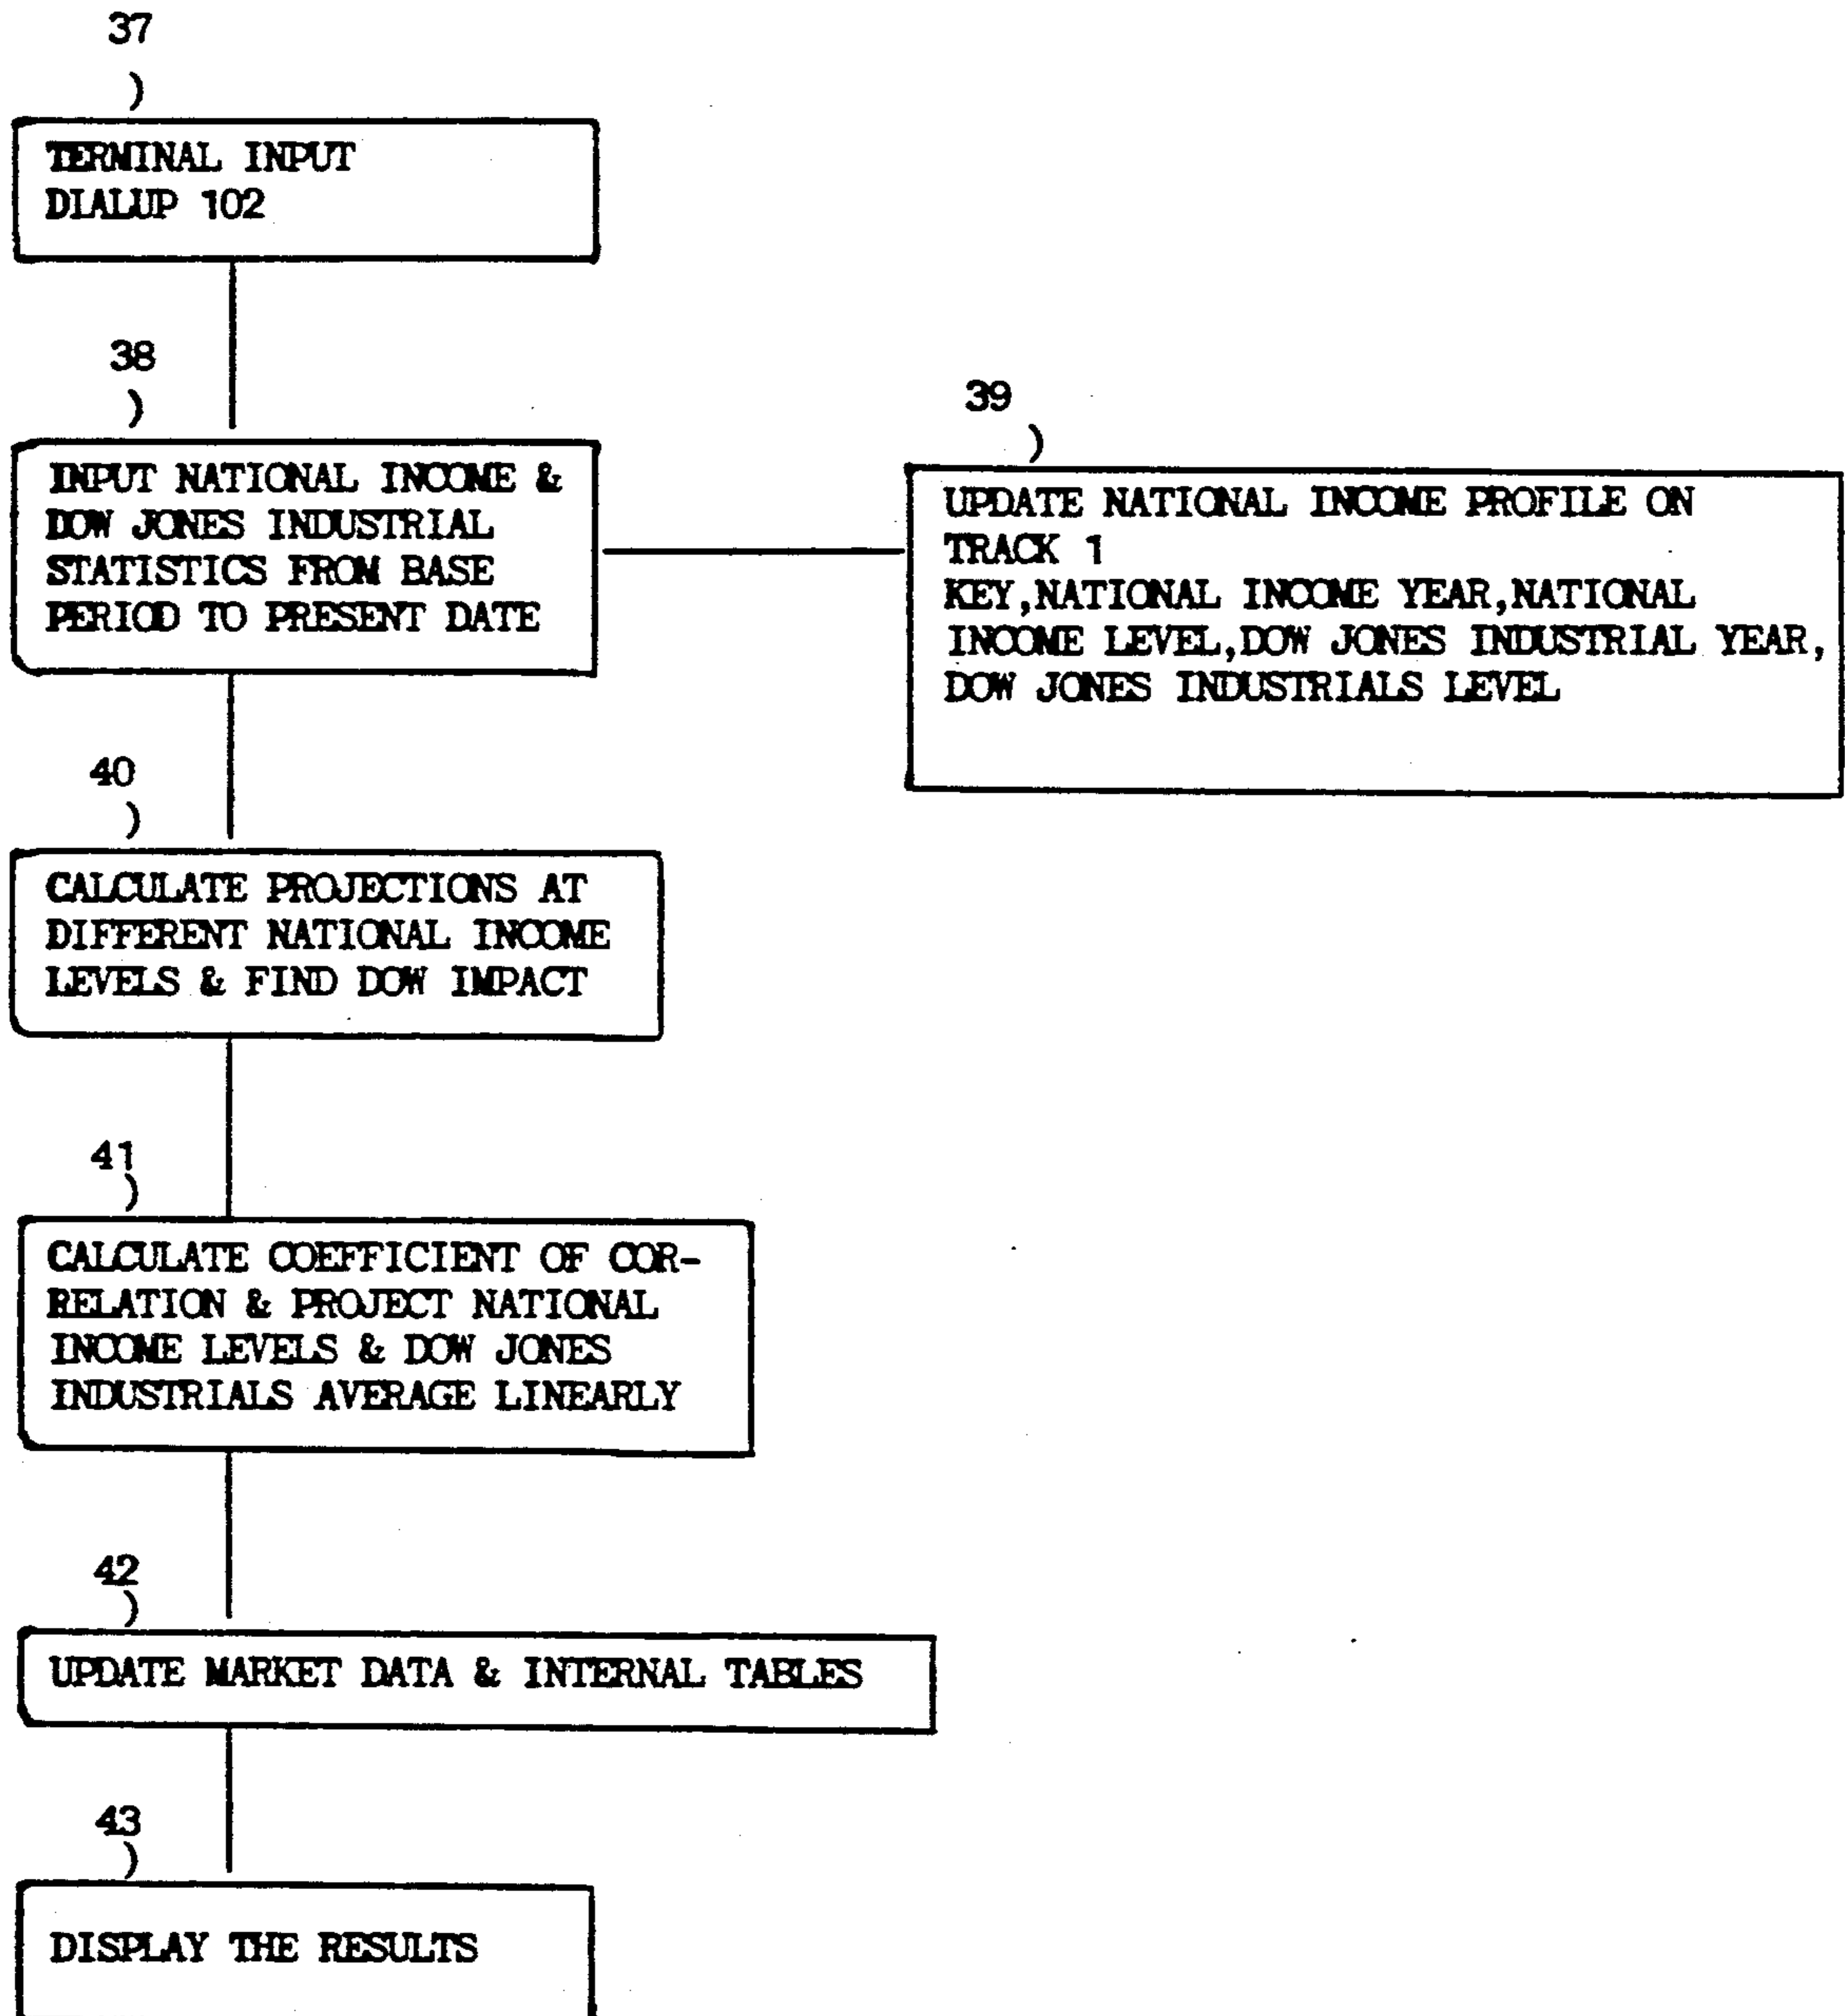 37
TERMINAL INPUT
DIALUP 102
38
INPUT NATIONAL INCOME &
DOW JONES INDUSTRIAL
STATISTICS FROM BASE
PERIOD TO PRESENT DATE
39
UPDATE NATIONAL INCOME PROFILE ON
TRACK 1
KEY,NATIONAL INCOME YEAR,NATIONAL
INCOME LEVEL,DOW JONES INDUSTRIAL YEAR,
DOW JONES INDUSTRIALS LEVEL
40
CALCULATE PROJECTIONS AT
DIFFERENT NATIONAL INCOME
LEVELS & FIND DOW IMPACT
41
CALCULATE COEFFICIENT OF COR-
RELATION & PROJECT NATIONAL
INCOME LEVELS & DOW JONES
INDUSTRIALS AVERAGE LINEARLY
42
UPDATE MARKET DATA & INTERNAL TABLES
43
DISPLAY THE RESULTS